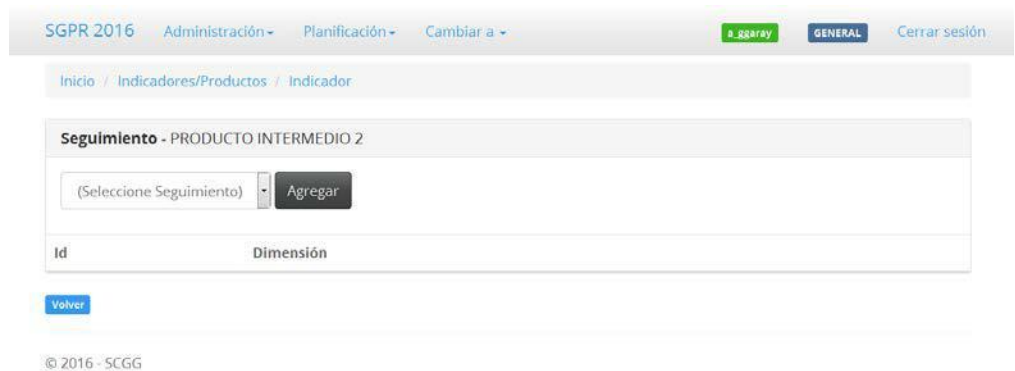 SGPR 2016 Administración Planificación Cambiar a a_ggaray GENERAL Cerrar sesión
Inicio / Indicadores/Productos / Indicador
Seguimiento - PRODUCTO INTERMEDIO 2
(Seleccione Seguimiento) Agregar
Id Dimensión
Volver
© 2016 - SCGG